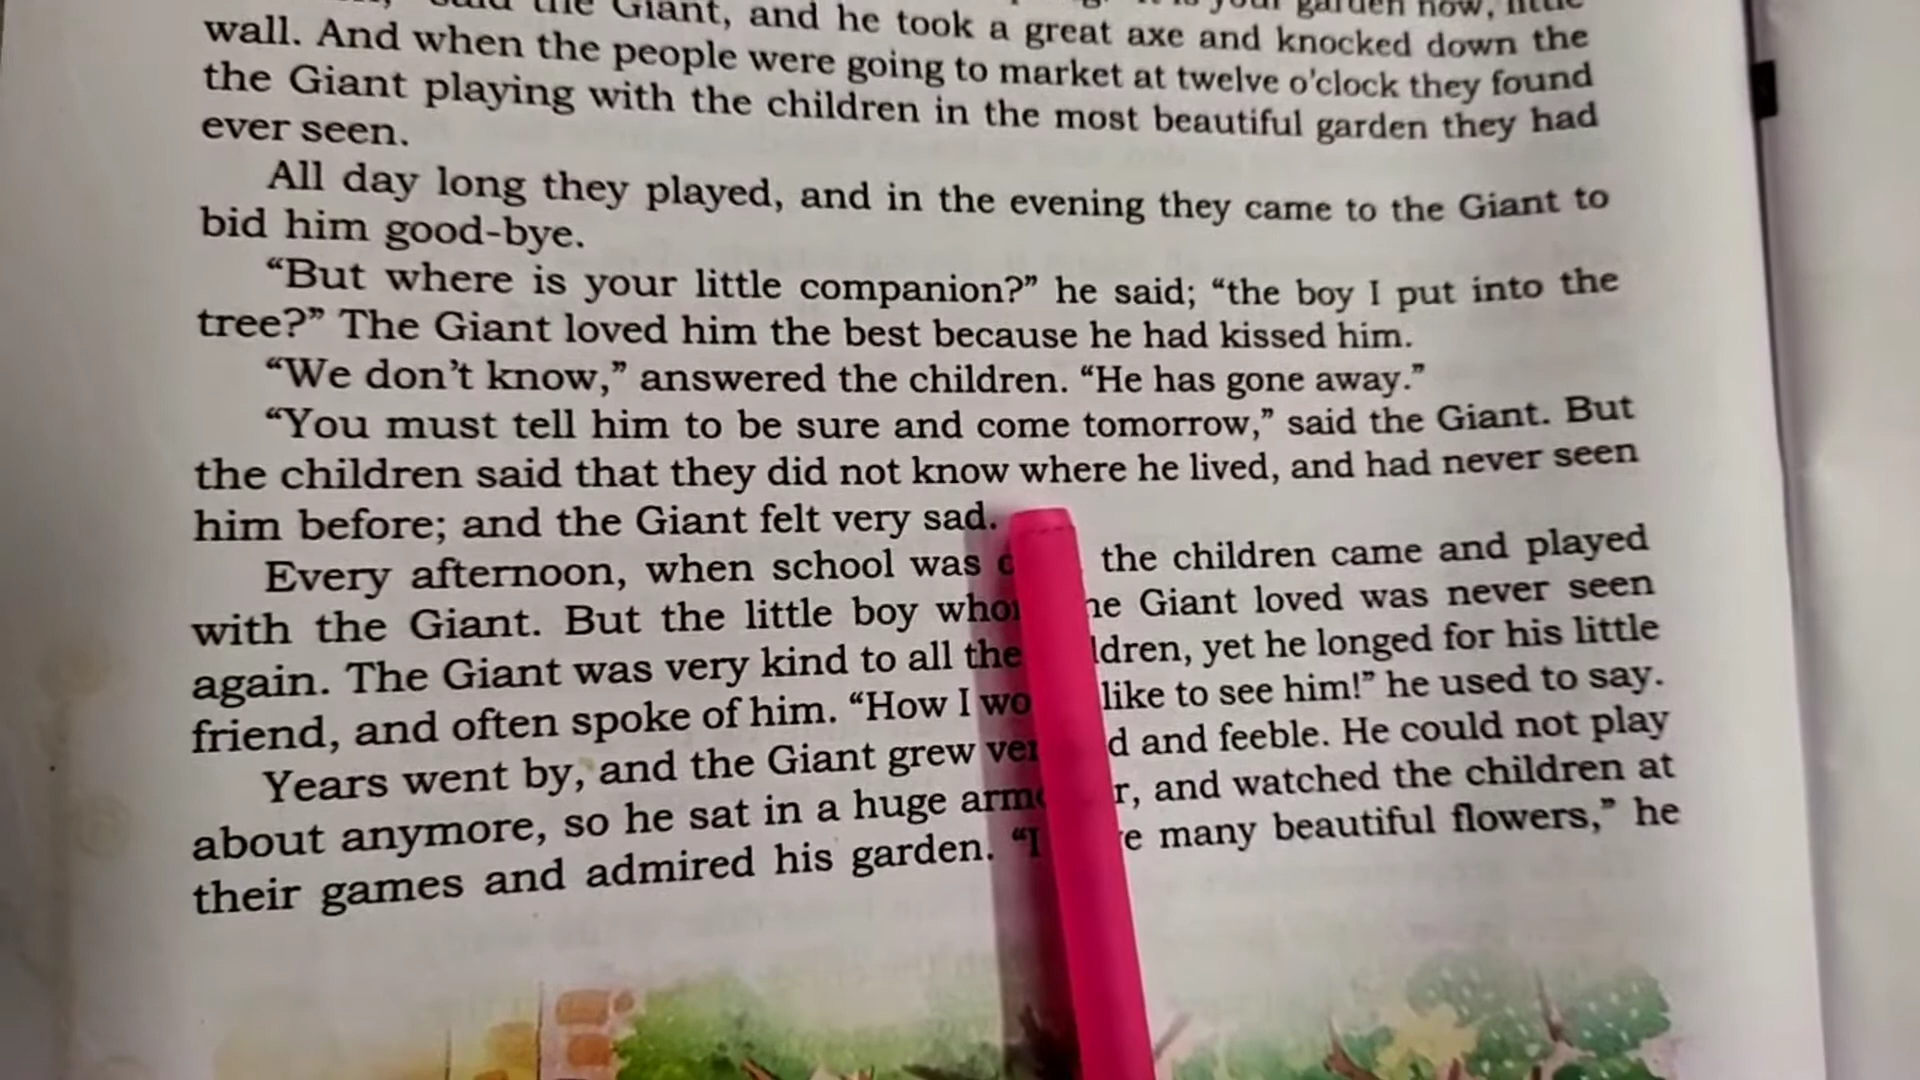 said the Giant, and he took a great axe and knocked down the
wall. And when the people were going to market at twelve o'clock they found
the Giant playing with the children in the most beautiful garden they had
ever seen.
All day long they played, and in the evening they came to the Giant to
bid him good-bye.
“But where is your little companion?” he said; “the boy I put into the
tree?” The Giant loved him the best because he had kissed him.
“We don’t know,” answered the children. “He has gone away.”
“You must tell him to be sure and come tomorrow,” said the Giant. But
the children said that they did not know where he lived, and had never seen
him before; and the Giant felt very sad.
Every afternoon, when school was the children came and played
with the Giant. But the little boy Giant loved was never seen
again. The Giant was very kind to all the yet he longed for his little
friend, and often spoke of him. “How I like to see him!” he used to say.
Years went by, and the Giant grew and feeble. He could not play
about anymore, so he sat in a huge and watched the children at
their games and admired his garden. “I many beautiful flowers,” he